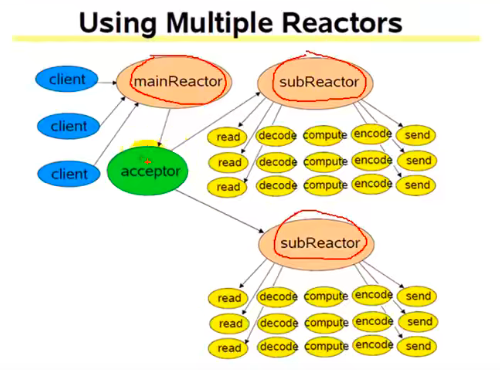 Using Multiple Reactors
client
mainReactor
subReactor
client
client
acceptor
read decode compute encode send
read decode compute encode send
read decode compute encode send
subReactor
read decode compute encode send
read decode compute encode send
read decode compute encode send